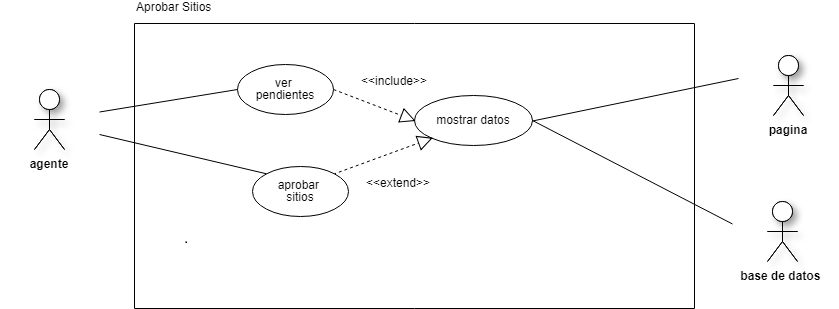 Aprobar Sitios
ver
pendientes
<<include>>
mostrar datos
pagina
agente
aprobar
sitios
<<extend>>
base de datos